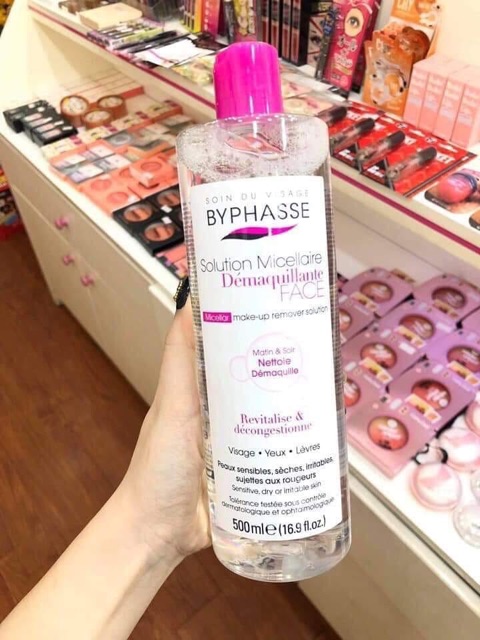 SOIN DU VISAGE
BYPHASSE
Solution Micellaire
Démaquillante
FACE
Micellar make-up remover solution
Matin & Soir
Nettoie
Démaquille
Revitalise &
décongestionne
Visage • Yeux • Lèvres
Peaux sensibles, sèches, irritables,
sujettes aux rougeurs
Sensitive, dry or irritable skin
Tolérance testée sous contrôle
dermatologique et ophtalmologique
500ml e (16.9 fl.oz.)